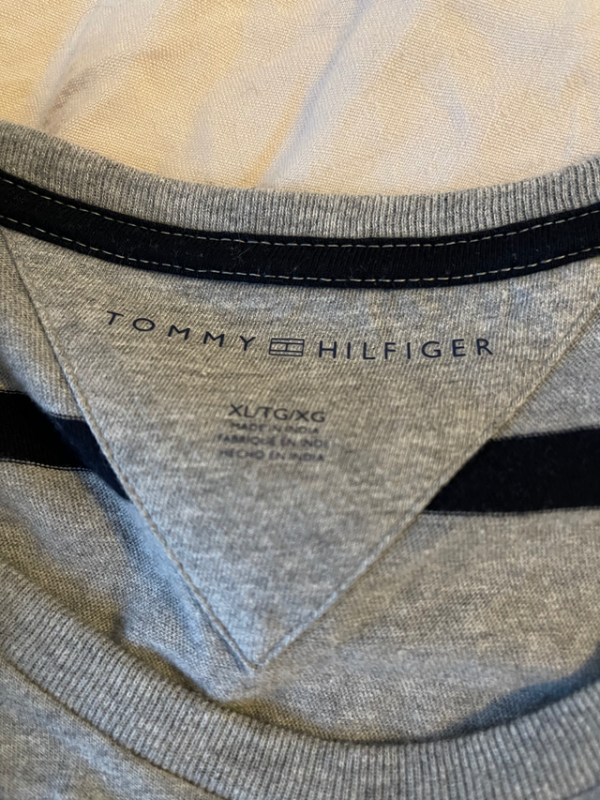 TOMMY HILFIGER
XL/TG/XG
MADE IN INDIA
FABRIQUÉ EN INDE
HECHO EN INDIA